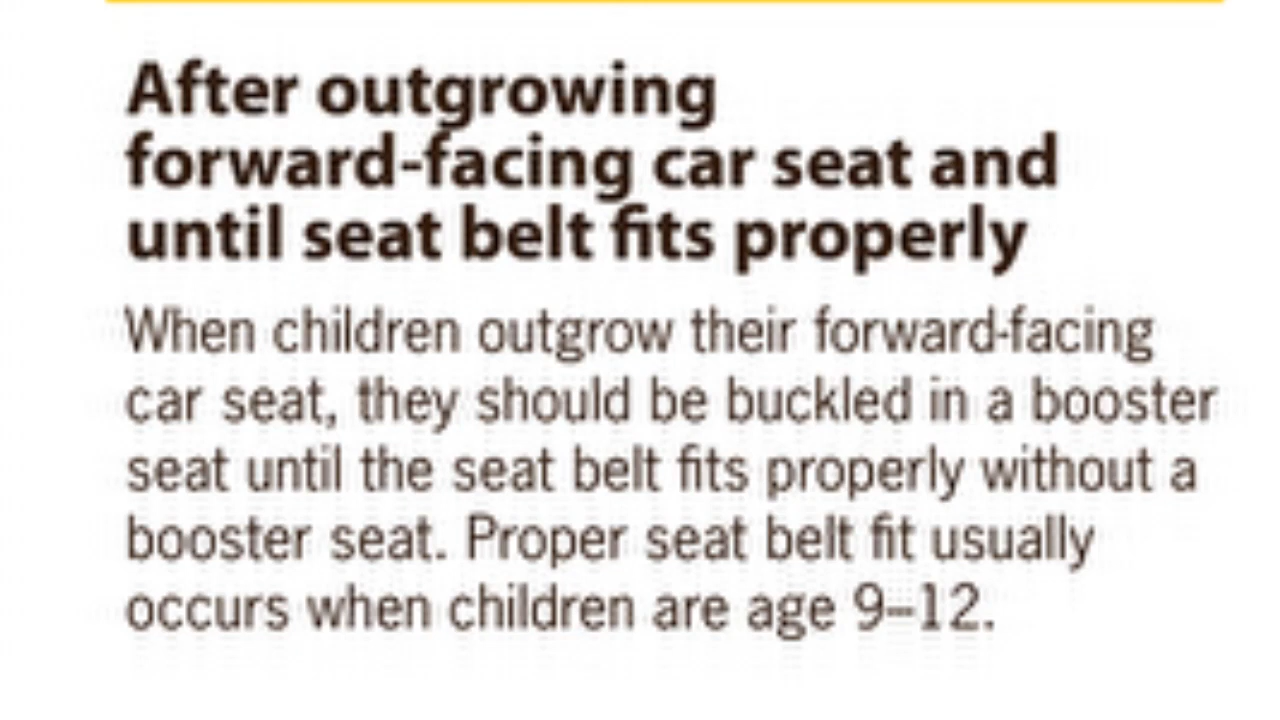 After outgrowing
forward-facing car seat and
until seat belt fits properly
When children outgrow their forward-facing
car seat, they should be buckled in a booster
seat until the seat belt fits properly without a
booster seat. Proper seat belt fit usually
occurs when children are age 9–12.